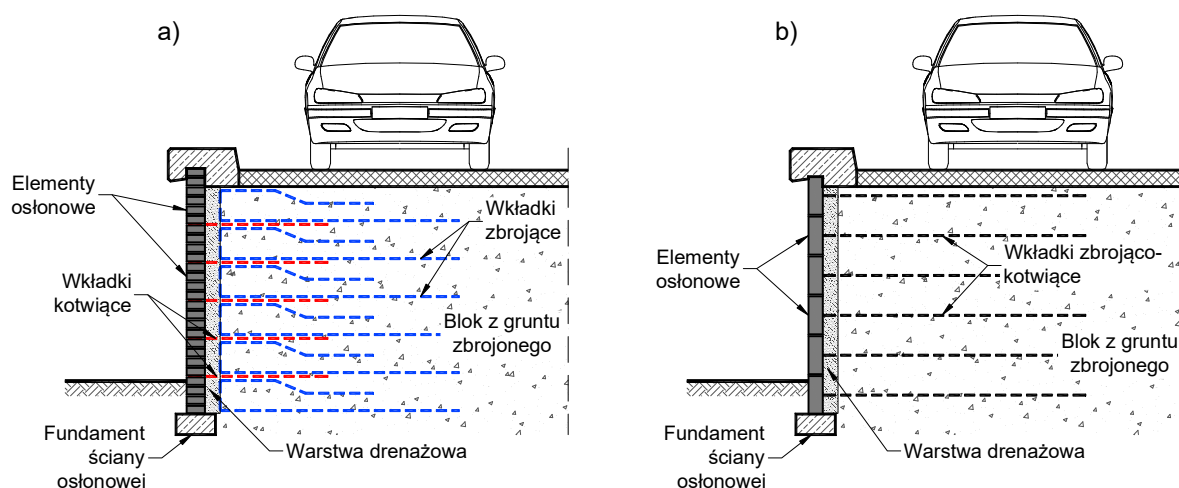 a)
Elementy
osłonowe
Wkładki
zbrojące
Wkładki
kotwiące
Blok z gruntu
zbrojonego
Fundament
ściany
osłonowej
Warstwa drenażowa
b)
Elementy
osłonowe
Wkładki zbrojąco-
kotwiące
Blok z gruntu
zbrojonego
Fundament
ściany
osłonowej
Warstwa drenażowa